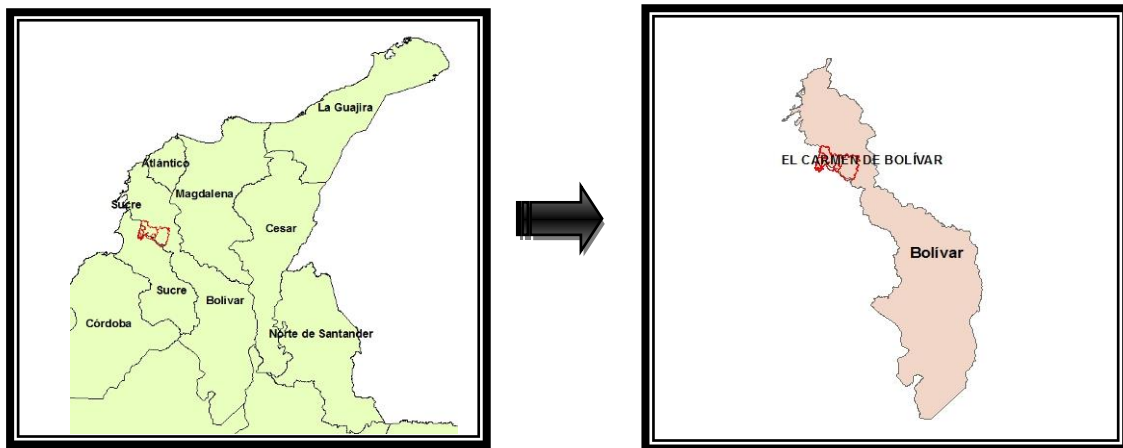 La Guajira
Atlántico
Magdalena
Sucre
Cesar
Sucre
Bolívar
Córdoba
Norte de Santander
EL CARMEN DE BOLÍVAR
Bolívar